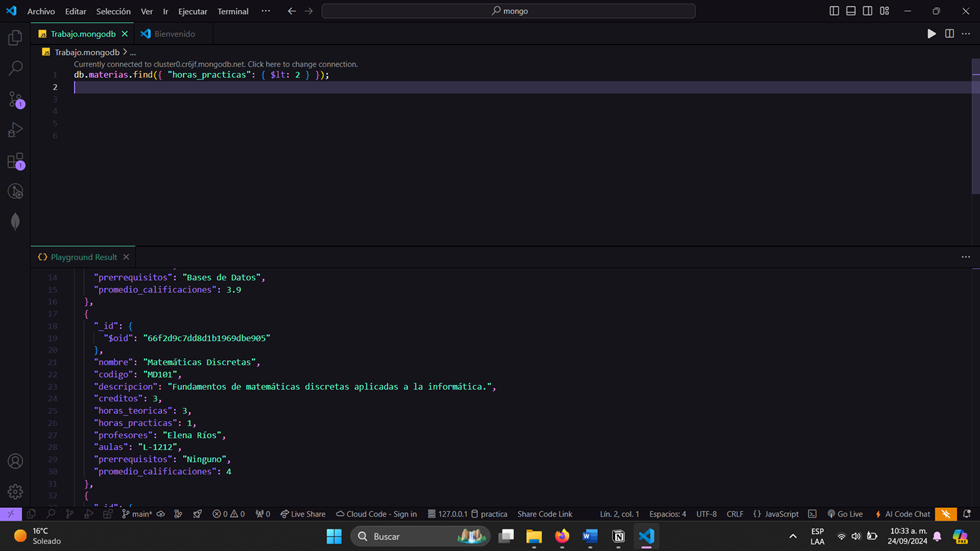 Archivo Editar Selección Ver Ir Ejecutar Terminal ··· mongo
Trabajo.mongodb Bienvenido
Trabajo.mongodb > ...
Currently connected to cluster0.cr6jf.mongodb.net. Click here to change connection.
1 db.materias.find({ "horas_practicas": { $lt: 2 } });
2
3
4
5
6
1
1
Playground Result
14 "prerrequisitos": "Bases de Datos",
15 "promedio_calificaciones": 3.9
16 },
17 {
18 "_id": {
19 "$oid": "66f2d9c7dd8d1b1969dbe905"
20 },
21 "nombre": "Matemáticas Discretas",
22 "codigo": "MD101",
23 "descripcion": "Fundamentos de matemáticas discretas aplicadas a la informática.",
24 "creditos": 3,
25 "horas_teoricas": 3,
26 "horas_practicas": 1,
27 "profesores": "Elena Ríos",
28 "aulas": "L-1212",
29 "prerrequisitos": "Ninguno",
30 "promedio_calificaciones": 4
31 },
32 {
main* 0 0 0 Live Share Cloud Code - Sign in 127.0.0.1 practica Share Code Link Lín. 2, col. 1 Espacios: 4 UTF-8 CRLF {} JavaScript Go Live AI Code Chat
16°C
Soleado
Buscar
ESP
LAA
10:33 a. m.
24/09/2024